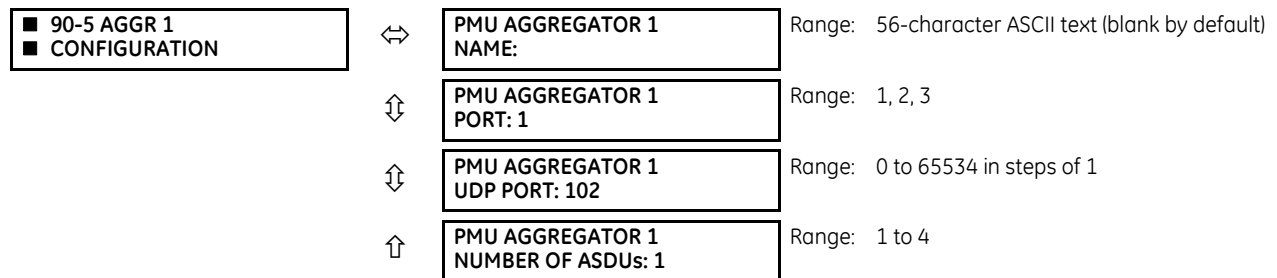 ■ 90-5 AGGR 1
■ CONFIGURATION
PMU AGGREGATOR 1
NAME:
Range: 56-character ASCII text (blank by default)
PMU AGGREGATOR 1
PORT: 1
Range: 1, 2, 3
PMU AGGREGATOR 1
UDP PORT: 102
Range: 0 to 65534 in steps of 1
PMU AGGREGATOR 1
NUMBER OF ASDUs: 1
Range: 1 to 4